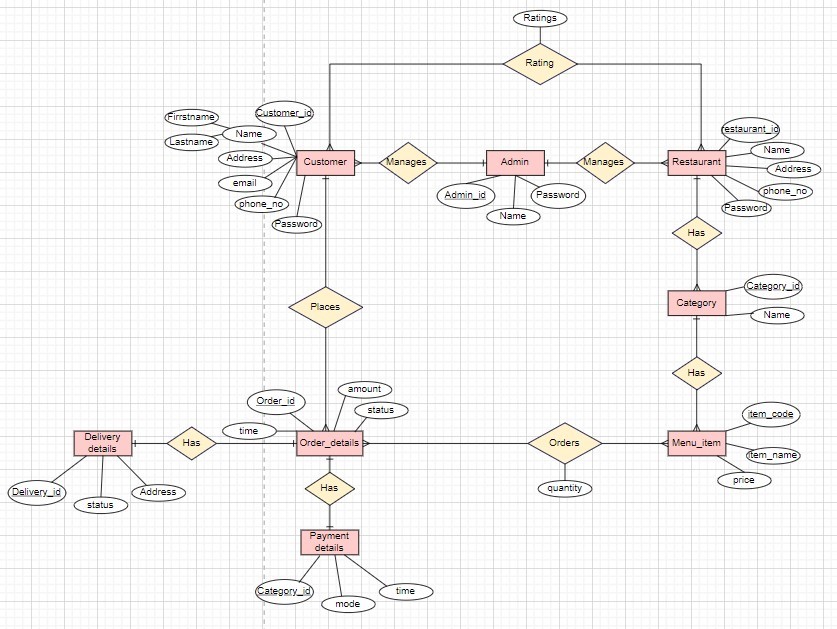 Ratings
Rating
Firrstname
Customer_id
Lastname
Name
Address
email
phone_no
Password
Customer
Manages
Admin
Admin_id
Name
Password
Manages
Restaurant
restaurant_id
Name
Address
phone_no
Password
Has
Category
Category_id
Name
Places
Has
Order_id
amount
status
time
Delivery
details
Has
Order_details
Orders
quantity
Menu_item
item_code
item_name
price
Delivery_id
status
Address
Has
Payment
details
Category_id
mode
time